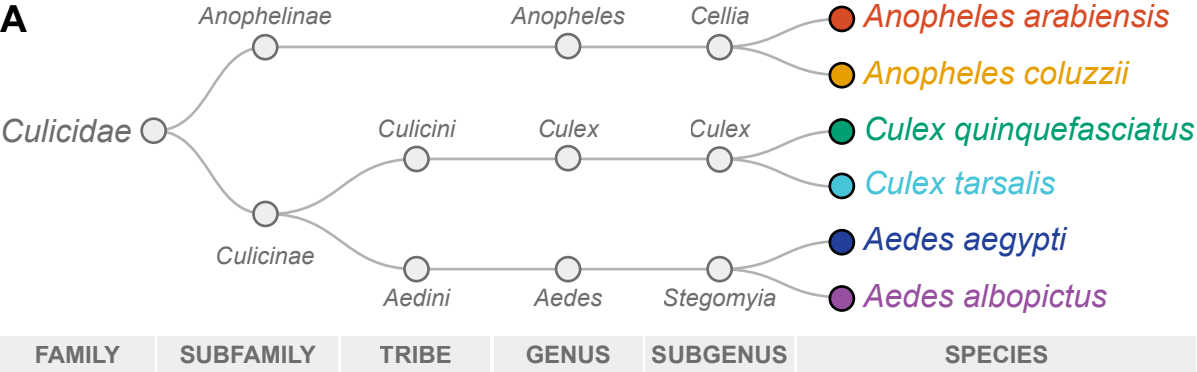 A
Anophelinae
Anopheles
Cellia
Anopheles arabiensis
Anopheles coluzzii
Culicidae
Culicini
Culex
Culex
Culex quinquefasciatus
Culex tarsalis
Culicinae
Aedini
Aedes
Stegomyia
Aedes aegypti
Aedes albopictus
FAMILY SUBFAMILY TRIBE GENUS SUBGENUS SPECIES